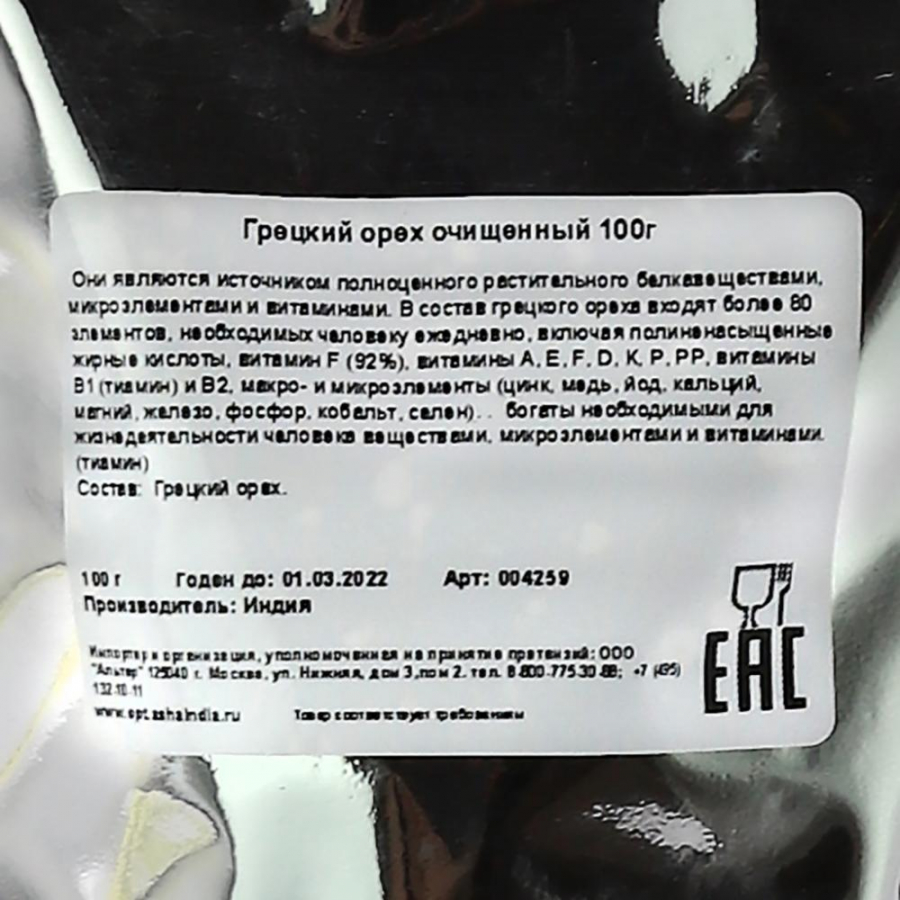 Грецкий орех очищенный 100г
Они являются источником полноценного растительного белкавеществами,
микроэлементами и витаминами. В состав грецкого ореха входят более 80
элементов, необходимых человеку ежедневно, включая полиненасыщенные
жирные кислоты, витамин F (92%), витамины A, E, F, D, K, P, PP, витамины
B1 (тиамин) и B2, макро- и микроэлементы (цинк, медь, йод, кальций,
магний, железо, фосфор, кобальт, селен).. богаты необходимыми для
жизнедеятельности человека веществами, микроэлементами и витаминами.
(тиамин)
Состав: Грецкий орех.
100 г Годен до: 01.03.2022 Арт: 004259
Производитель: Индия
Импортер и организация, уполномоченная на принятие претензий: ООО
"Альтер" 125040 г. Москва, ул. Нижняя, дом 3,пом 2. тел. 8-800-775-30-88; +7 (495)
132-10-11
www.opt.ashaindia.ru Товар соответствует требованиям
EAC